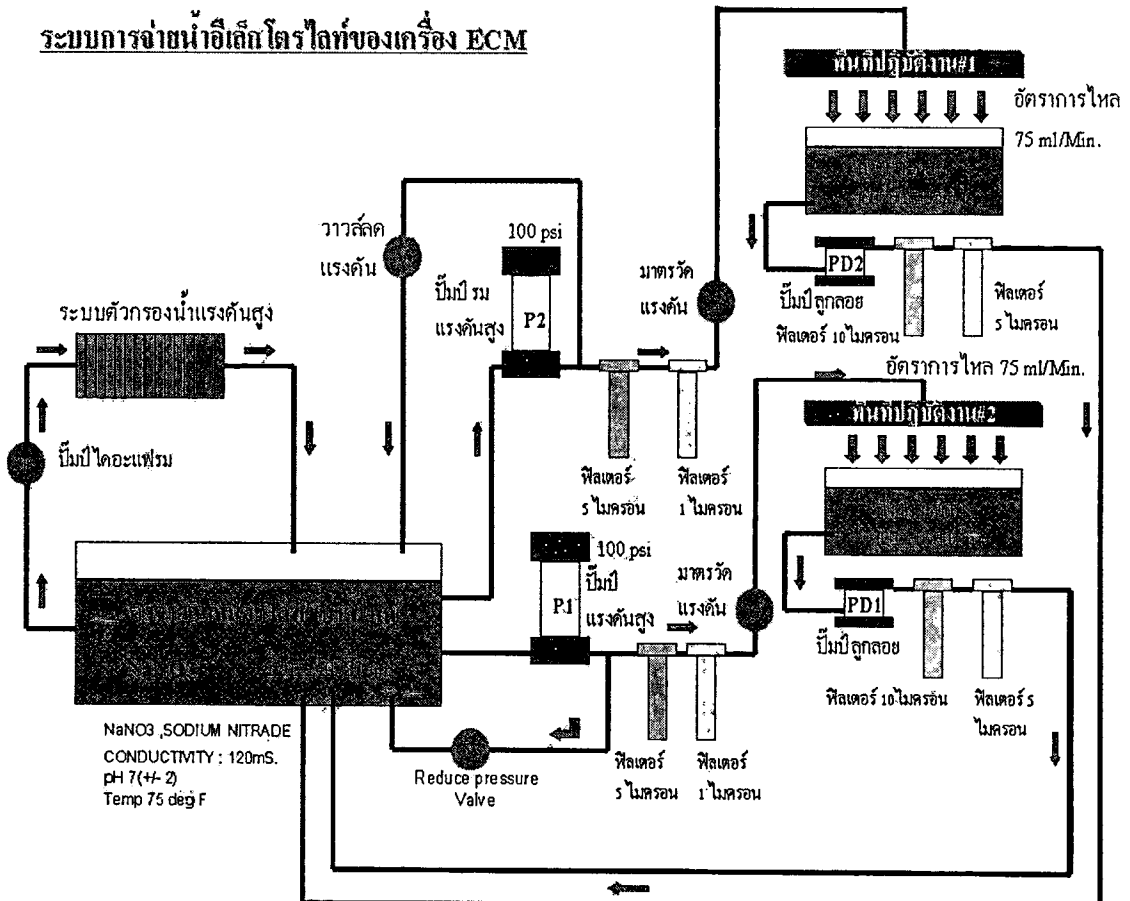 ระบบการจ่ายน้ำอีเล็กโตรไลท์ของเครื่อง ECM
พื้นที่ปฏิบัติงาน#1
อัตราการไหล
75 ml/Min.
วาวล์ลด
แรงดัน
100 psi
ปั๊มป์ รม
แรงดันสูง
P2
มาตรวัด
แรงดัน
PD2
ปั๊มป์ลูกลอย
ฟิลเตอร์ 10 ไมครอน
ฟิลเตอร์
5 ไมครอน
ระบบตัวกรองน้ำแรงดันสูง
อัตราการไหล 75 ml/Min.
พื้นที่ปฏิบัติงาน#2
ปั๊มป์ไดอะแฟรม
ฟิลเตอร์
5 ไมครอน
ฟิลเตอร์
1 ไมครอน
100 psi
ปั๊มป์
แรงดันสูง
P.1
มาตรวัด
แรงดัน
PD1
ปั๊มป์ลูกลอย
ฟิลเตอร์ 10 ไมครอน
ฟิลเตอร์ 5
ไมครอน
NaNO3 ,SODIUM NITRADE
CONDUCTIVITY : 120mS.
pH 7(+/- 2)
Temp 75 deg F
Reduce pressure
Valve
ฟิลเตอร์
5 ไมครอน
ฟิลเตอร์
1 ไมครอน